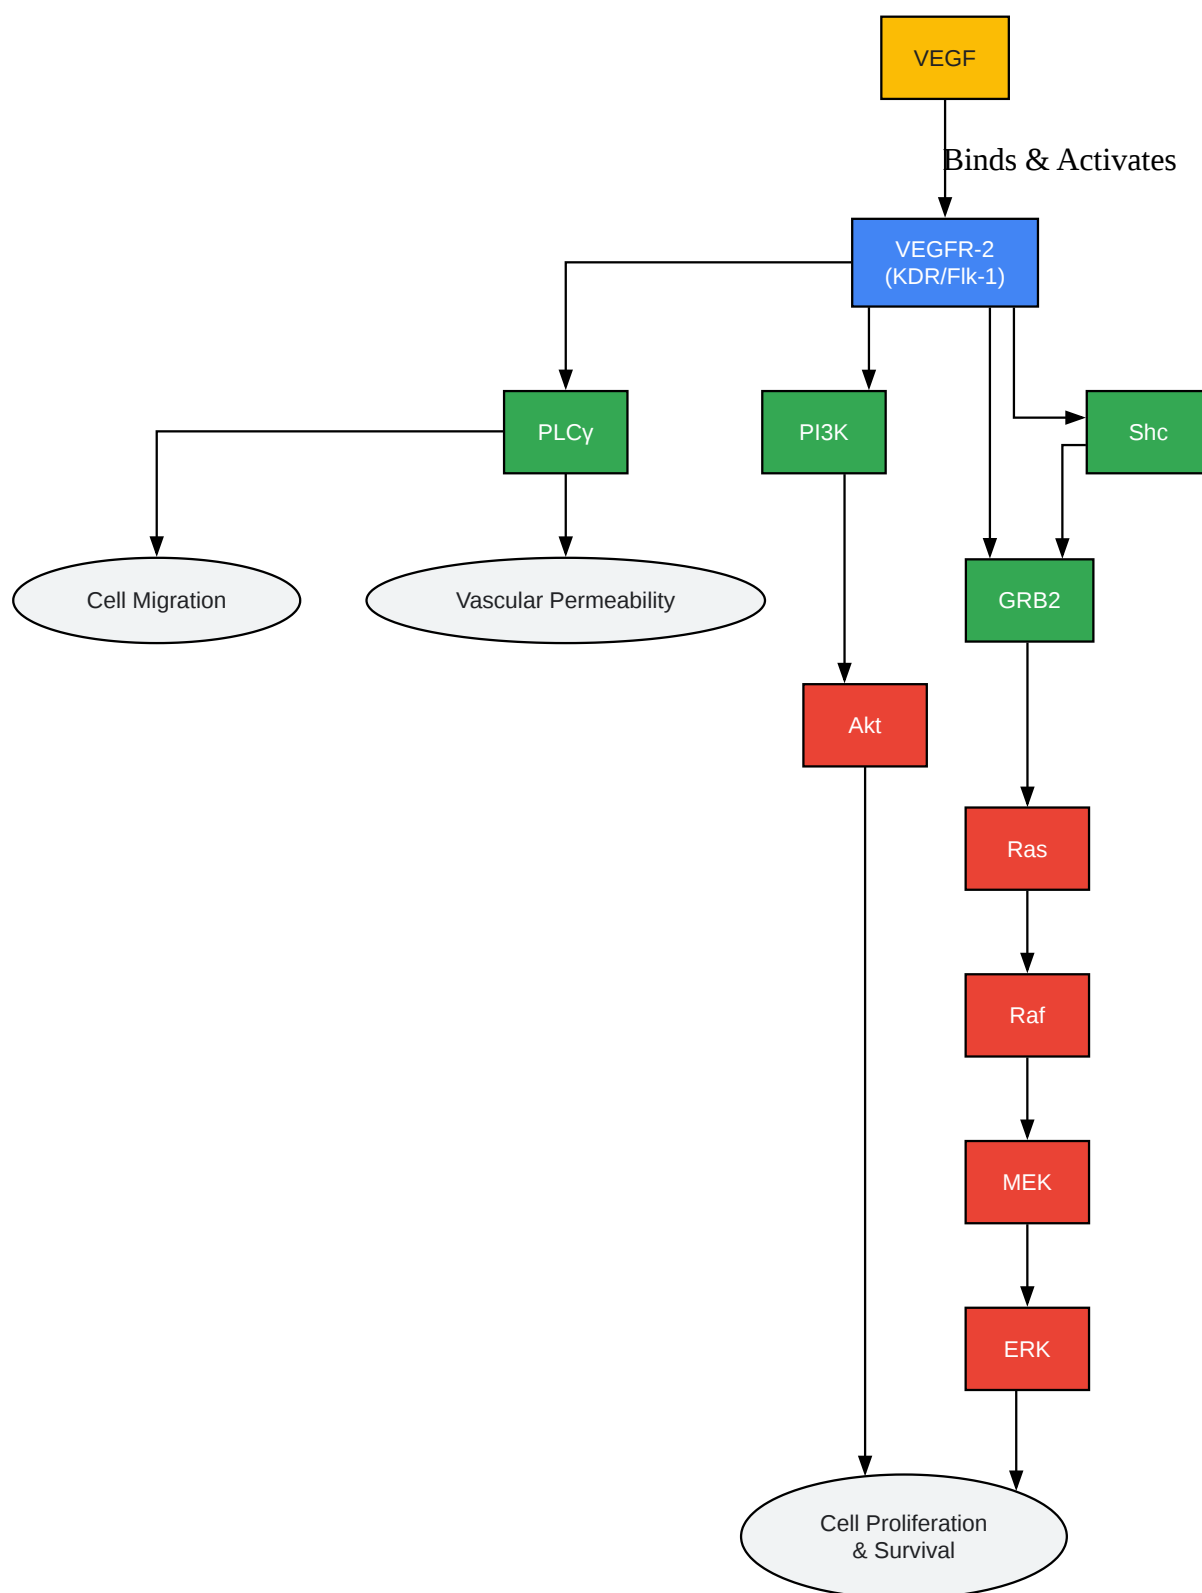 VEGF
Binds & Activates
VEGFR-2
(KDR/Flk-1)
PLCγ
PI3K
Shc
Cell Migration
Vascular Permeability
GRB2
Akt
Ras
Raf
MEK
ERK
Cell Proliferation
& Survival